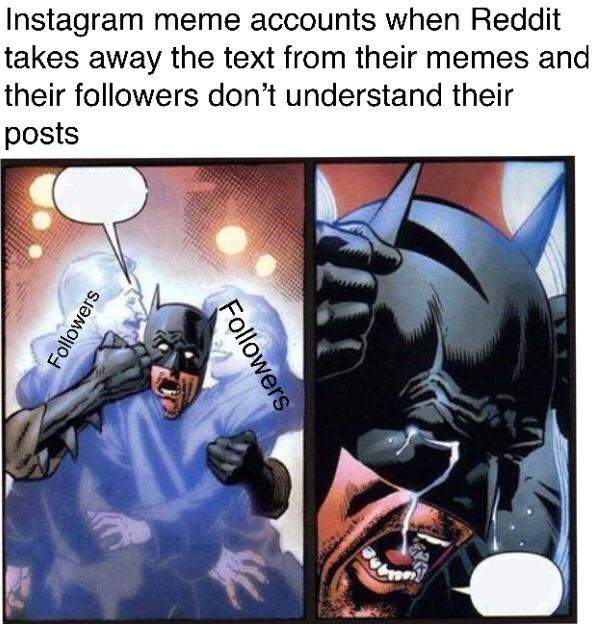 Instagram meme accounts when Reddit
takes away the text from their memes and
their followers don’t understand their
posts
Followers
Followers